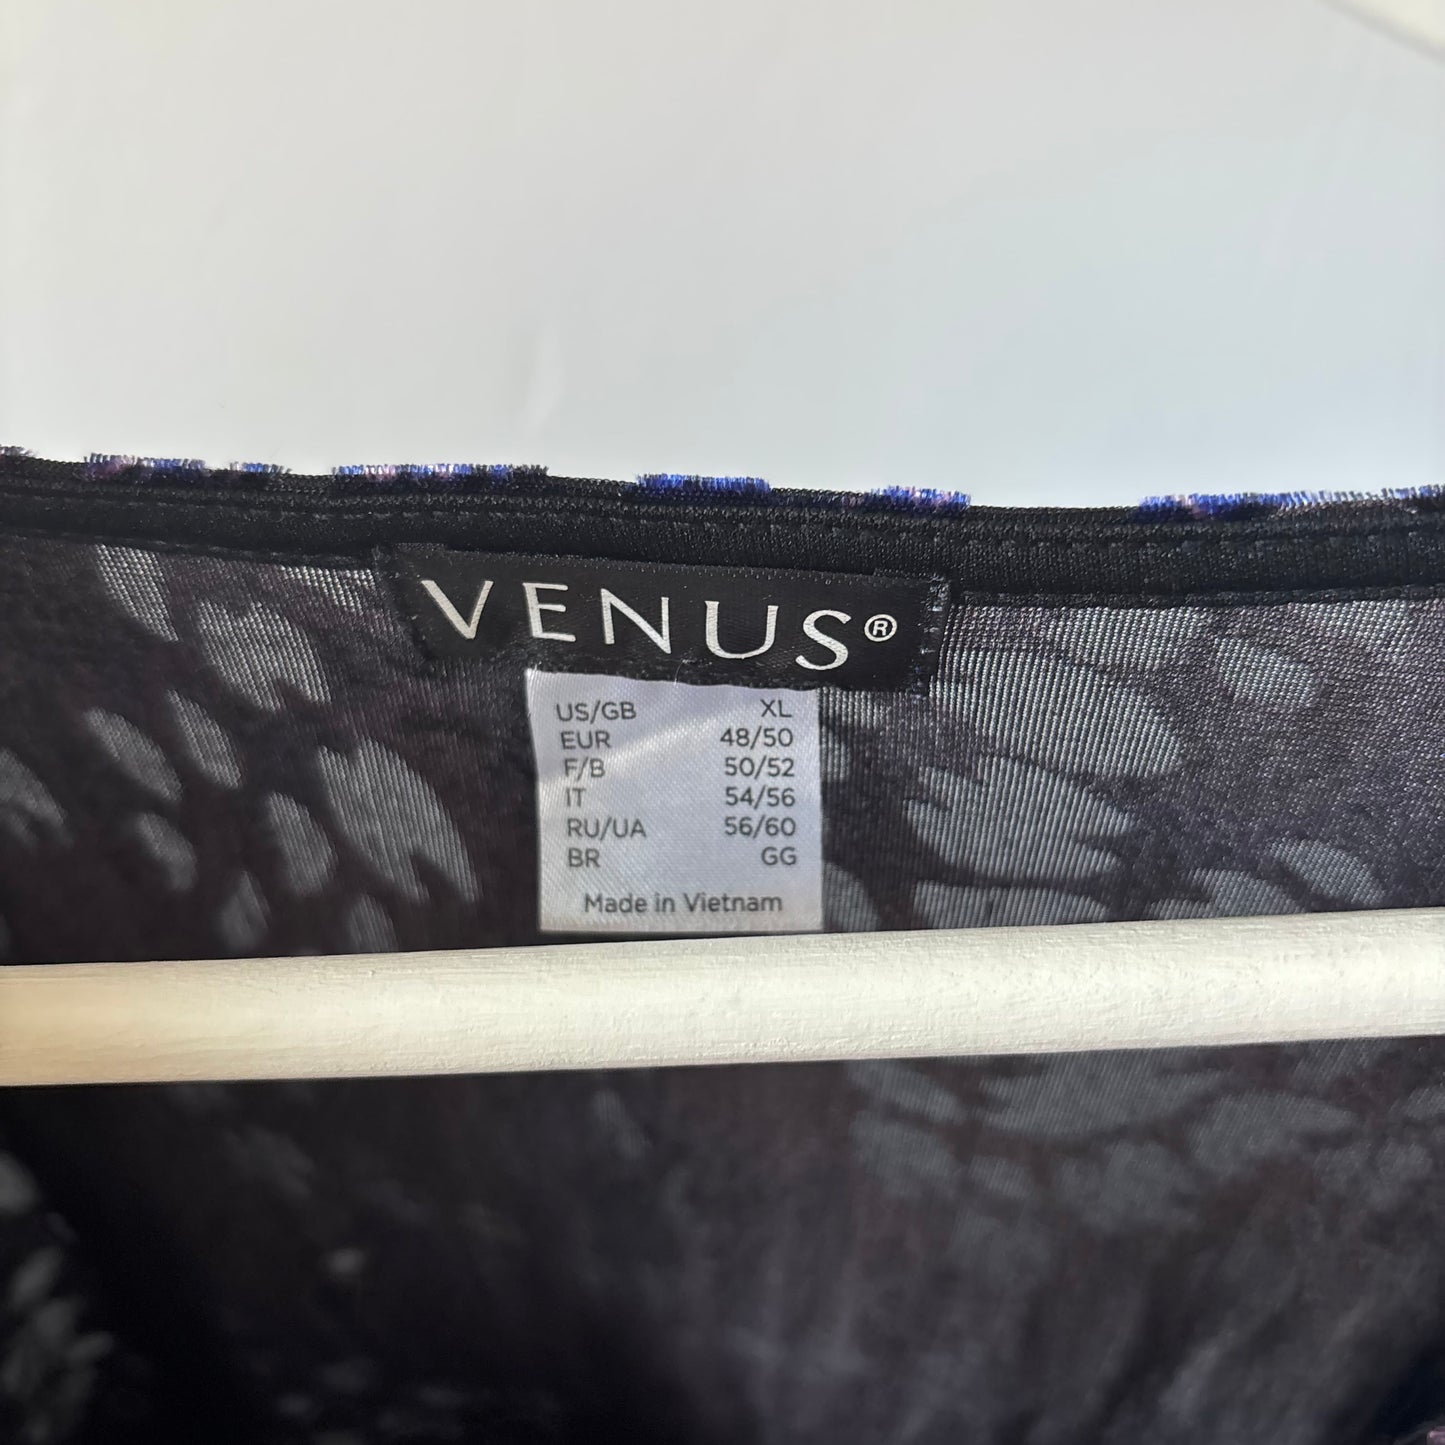 VENUS®
US/GB XL
EUR 48/50
F/B 50/52
IT 54/56
RU/UA 56/60
BR GG
Made in Vietnam